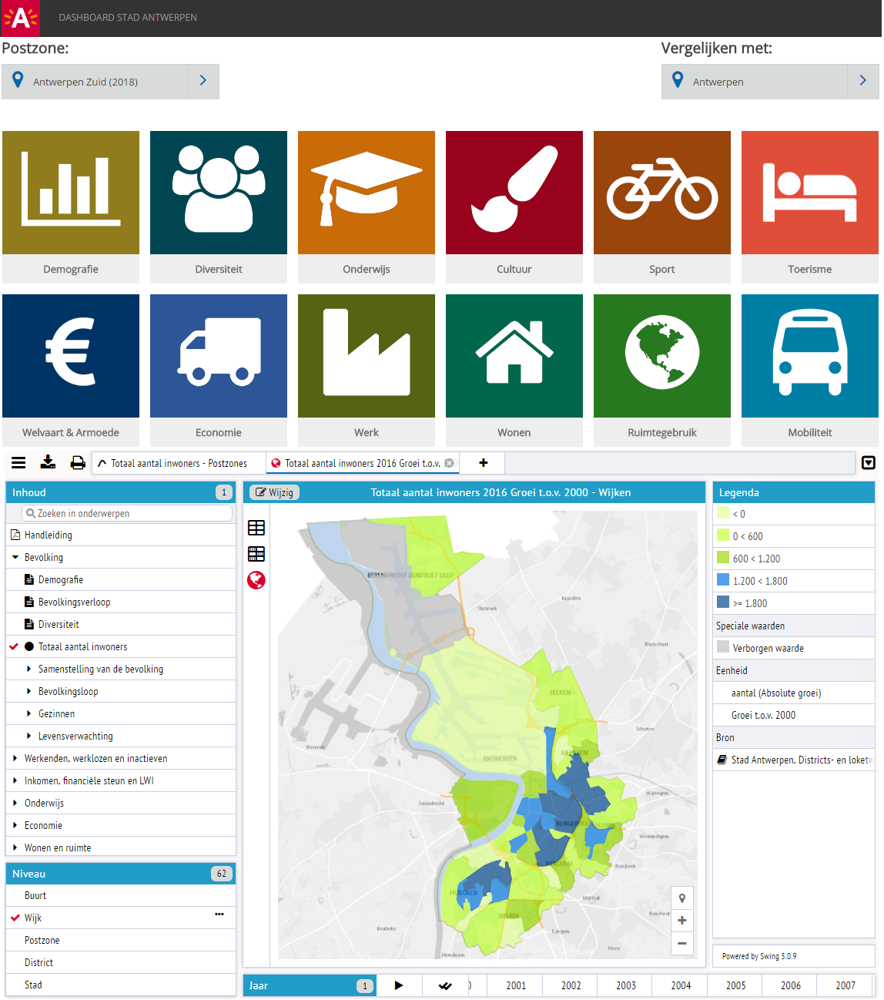 A
DASHBOARD STAD ANTWERPEN
Postzone:
Vergelijken met:
Antwerpen Zuid (2018)
Antwerpen
Demografie
Diversiteit
Onderwijs
Cultuur
Sport
Toerisme
Welvaart & Armoede
Economie
Werk
Wonen
Ruimtegebruik
Mobiliteit
Totaal aantal inwoners - Postzones
Totaal aantal inwoners 2016 Groei t.o.v.
Inhoud
1
Zoeken in onderwerpen
Handleiding
Bevolking
Demografie
Bevolkingsverloop
Diversiteit
Totaal aantal inwoners
Samenstelling van de bevolking
Bevolkingsloop
Gezinnen
Levensverwachting
Werkenden, werklozen en inactieven
Inkomen, financiële steun en LWI
Onderwijs
Economie
Wonen en ruimte
Niveau
62
Buurt
Wijk
Postzone
District
Stad
Wijzig
Totaal aantal inwoners 2016 Groei t.o.v. 2000 - Wijken
BERENDRECHT ZANDVLIET LILLO
Stabroek
Kapellen
Brasschaat
EKEREN
Schoten
Beveren
MERKSEM
ANTWERPEN
Zwijndrecht
Wijnegem
BORGERHOUT
DEURNE
Wommelgem
BERCHEM
Borsbeek
HOBOKEN
Mortsel
WILRIJK
Boechout
Kruibeke
Edegem
Hove
Hemiksem
Legenda
< 0
0 < 600
600 < 1.200
1.200 < 1.800
>= 1.800
Speciale waarden
Verborgen waarde
Eenheid
aantal (Absolute groei)
Groei t.o.v. 2000
Bron
Stad Antwerpen, Districts- en loketw
Powered by Swing 5.0.9
Jaar
1
2001
2002
2003
2004
2005
2006
2007